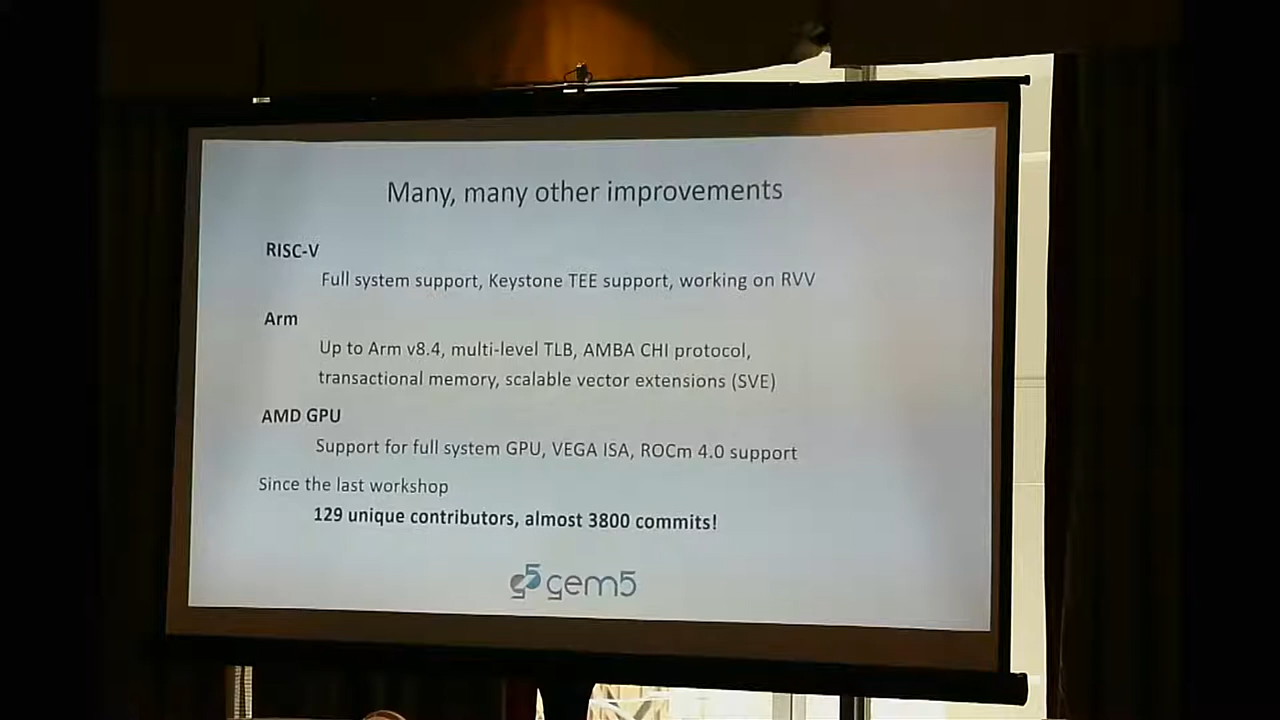 Many, many other improvements
RISC-V
Full system support, Keystone TEE support, working on RVV
Arm
Up to Arm v8.4, multi-level TLB, AMBA CHI protocol,
transactional memory, scalable vector extensions (SVE)
AMD GPU
Support for full system GPU, VEGA ISA, ROCm 4.0 support
Since the last workshop
129 unique contributors, almost 3800 commits!
g5 gem5